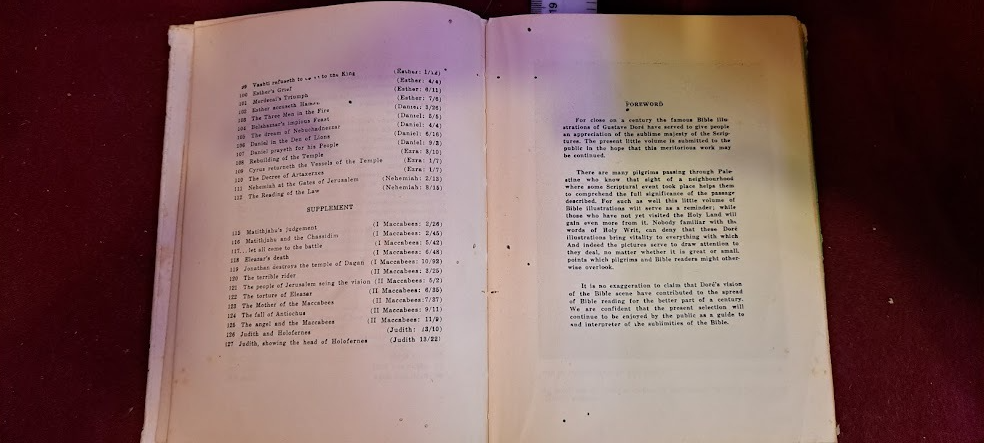 99 Vashti refuseth to to the King (Esther: 1/12)
100 Esther's Grief (Esther: 4/4)
101 Mordecai's Triumph (Esther: 6/11)
102 Esther accuseth Haman (Esther: 7/6)
103 The Three Men in the Fire (Daniel: 3/26)
104 Belshazzar's impious Feast (Daniel: 5/5)
105 The dream of Nebuchadnezzar (Daniel: 4/4)
106 Daniel in the Den of Lions (Daniel: 6/16)
107 Daniel prayeth for his People (Daniel: 9/3)
108 Rebuilding of the Temple (Ezra: 3/10)
109 Cyrus returneth the Vessels of the Temple (Ezra: 1/7)
110 The Decree of Artaxerxes (Ezra: 1/7)
111 Nehemiah at the Gates of Jerusalem (Nehemiah: 2/13)
112 The Reading of the Law (Nehemiah: 8/15)
SUPPLEMENT
115 Matithjahu's Judgement (I Maccabees: 2/26)
116 Matithjahu and the Chassidim (I Maccabees: 2/45)
117 ... let all come to the battle (I Maccabees: 5/42)
118 Eleazar's death (I Maccabees: 6/48)
119 Jonathan destroys the temple of Dagan (I Maccabees: 10/92)
120 The terrible rider (II Maccabees: 3/25)
121 The people of Jerusalem seing the vision (II Maccabees: 5/2)
122 The torture of Eleazar (II Maccabees: 6/35)
123 The Mother of the Maccabees (II Maccabees: 7/37)
124 The fall of Antiochus (II Maccabees: 9/11)
125 The angel and the Maccabees (II Maccabees: 11/9)
126 Judith and Holofernes (Judith: 13/10)
127 Judith, showing the head of Holofernes (Judith 13/22)
19
FOREWORD
For close on a century the famous Bible illu
strations of Gustave Doré have served to give people
an appreciation of the sublime majesty of the Scrip-
tures. The present little volume is submitted to the
public in the hope that this meritorious work may
be continued.
There are many pilgrims passing through Pale
stine who know that sight of a neighbourhood
where some Scriptural event took place helps them
to comprehend the full significance of the passage
described. For such as well this little volume of
Bible illustrations will serve as a reminder; while
those who have not yet visited the Holy Land will
gain even more from it. Nobody familiar with the
words of Holy Writ, can deny that these Doré
illustrations bring vitality to everything with which
And indeed the pictures serve to draw attention to
they deal, no matter whether it is great or small.
points which pilgrims and Bible readers might other-
wise overlook.
It is no exaggeration to claim that Doré's vision
of the Bible scene have contributed to the spread
of Bible reading for the better part of a century.
We are confident that the present selection will
continue to be enjoyed by the public as a guide to
and interpreter of the sublimities of the Bible.